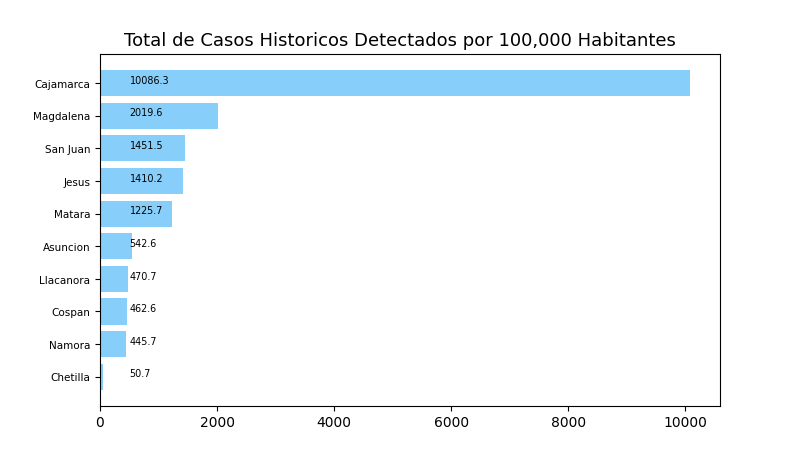 Total de Casos Historicos Detectados por 100,000 Habitantes
Cajamarca 10086.3
Magdalena 2019.6
San Juan 1451.5
Jesus 1410.2
Matara 1225.7
Asuncion 542.6
Llacanora 470.7
Cospan 462.6
Namora 445.7
Chetilla 50.7
0 2000 4000 6000 8000 10000